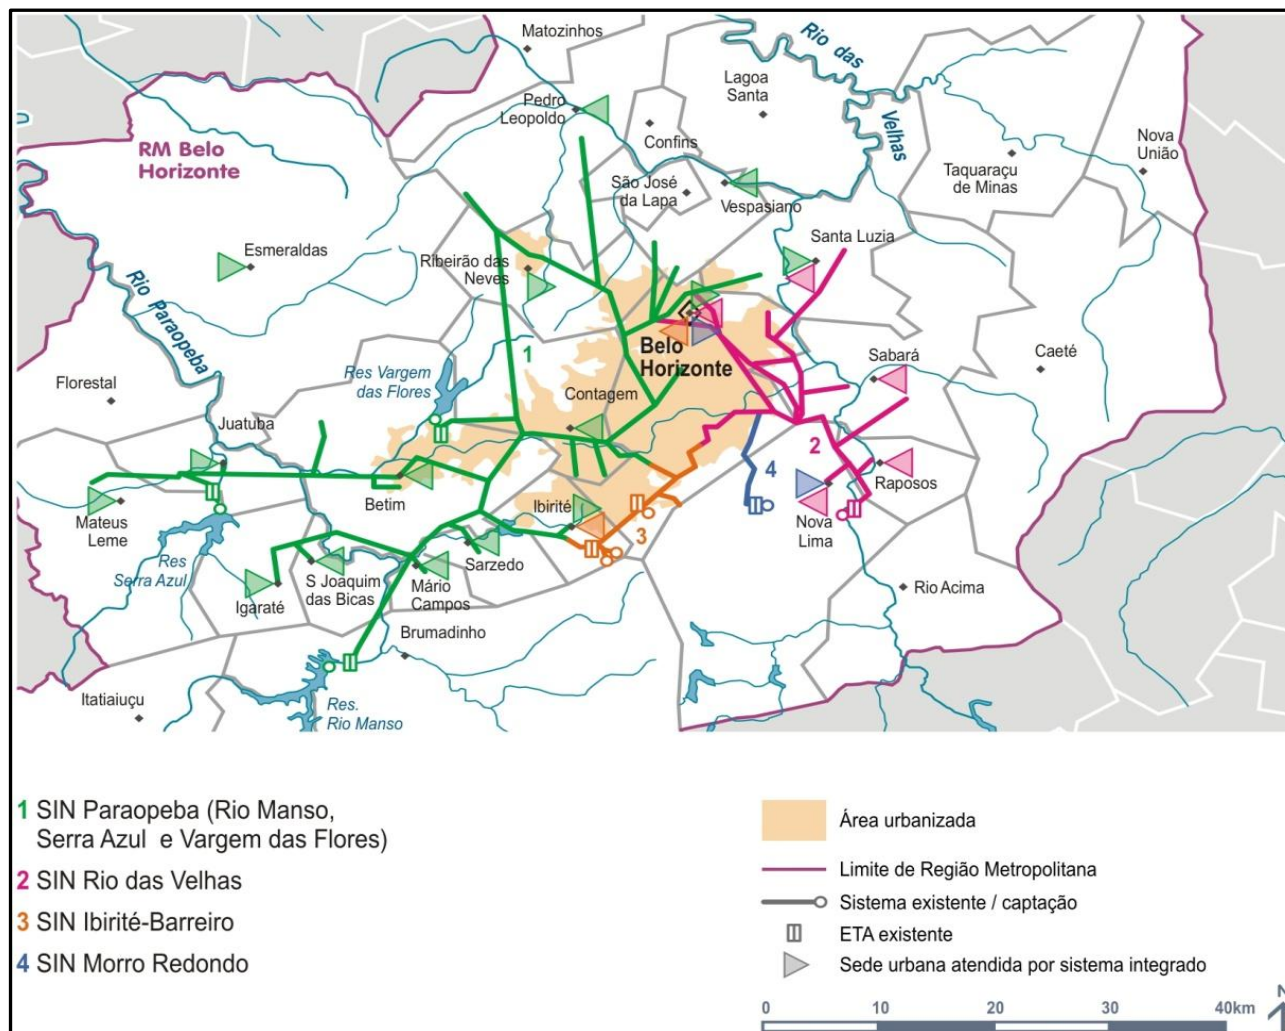 Matozinhos
Rio das
Velhas
Lagoa
Santa
Pedro
Leopoldo
Confins
Nova
União
RM Belo
Horizonte
Taquaraçu
de Minas
São José
da Lapa
Vespasiano
Esmeraldas
Santa Luzia
Ribeirão das
Neves
Rio Paraopeba
1
Belo
Horizonte
Res Vargem
das Flores
Sabará
Caeté
Florestal
Contagem
Juatuba
2
4
Betim
Raposos
Ibirité
Mateus
Leme
3
Nova
Lima
Res
Serra Azul
Sarzedo
S Joaquim
das Bicas
Mário
Campos
Igaraté
Rio Acima
Brumadinho
Itatiaiuçu
Res.
Rio Manso
1 SIN Paraopeba (Rio Manso,
Serra Azul e Vargem das Flores)
2 SIN Rio das Velhas
3 SIN Ibirité-Barreiro
4 SIN Morro Redondo
Área urbanizada
Limite de Região Metropolitana
Sistema existente / captação
ETA existente
Sede urbana atendida por sistema integrado
0 10 20 30 40km
N